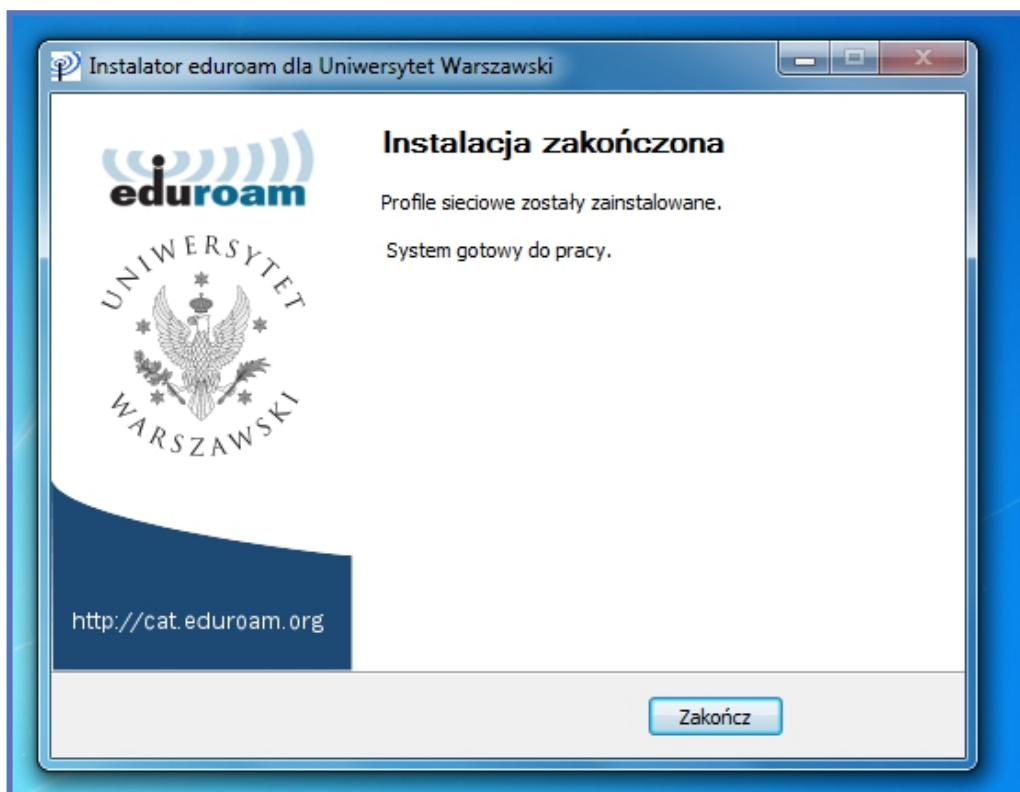 Instalator eduroam dla Uniwersytet Warszawski
eduroam
UNIWERSYTET
WARSZAWSKI
http://cat.eduroam.org
Instalacja zakończona
Profile sieciowe zostały zainstalowane.
System gotowy do pracy.
Zakończ